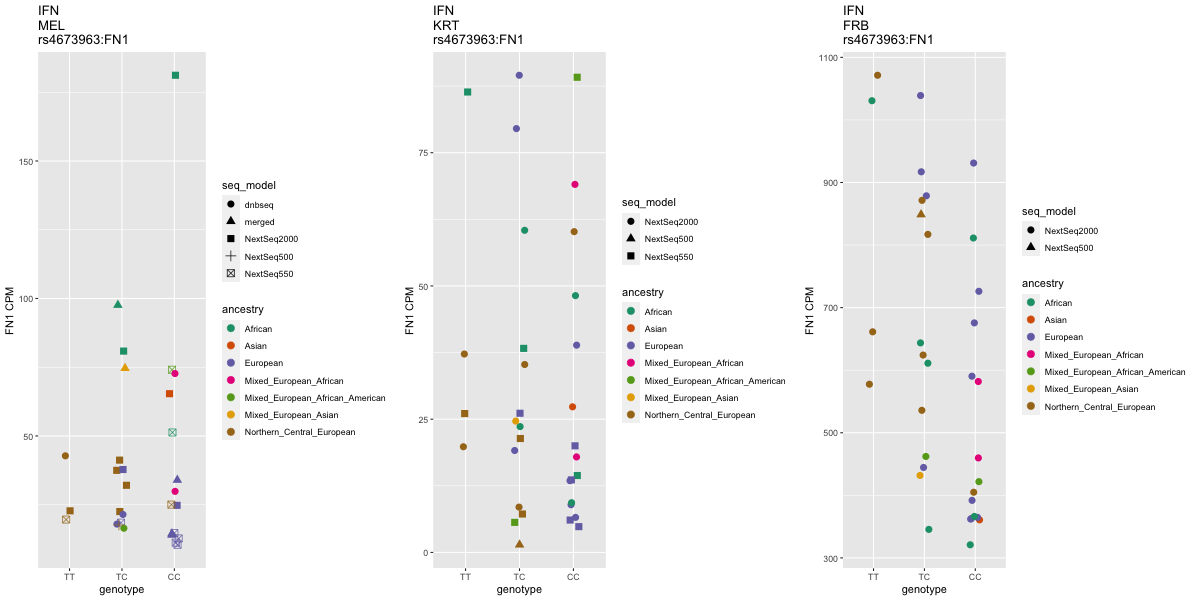 IFN
MEL
rs4673963:FN1
FN1 CPM
150
100
50
TT
TC
CC
genotype
seq_model
dnbseq
merged
NextSeq2000
NextSeq500
NextSeq550
ancestry
African
Asian
European
Mixed_European_African
Mixed_European_African_American
Mixed_European_Asian
Northern_Central_European
IFN
KRT
rs4673963:FN1
FN1 CPM
75
50
25
0
TT
TC
CC
genotype
seq_model
NextSeq2000
NextSeq500
NextSeq550
ancestry
African
Asian
European
Mixed_European_African
Mixed_European_African_American
Mixed_European_Asian
Northern_Central_European
IFN
FRB
rs4673963:FN1
FN1 CPM
1100
900
700
500
300
TT
TC
CC
genotype
seq_model
NextSeq2000
NextSeq500
ancestry
African
Asian
European
Mixed_European_African
Mixed_European_African_American
Mixed_European_Asian
Northern_Central_European